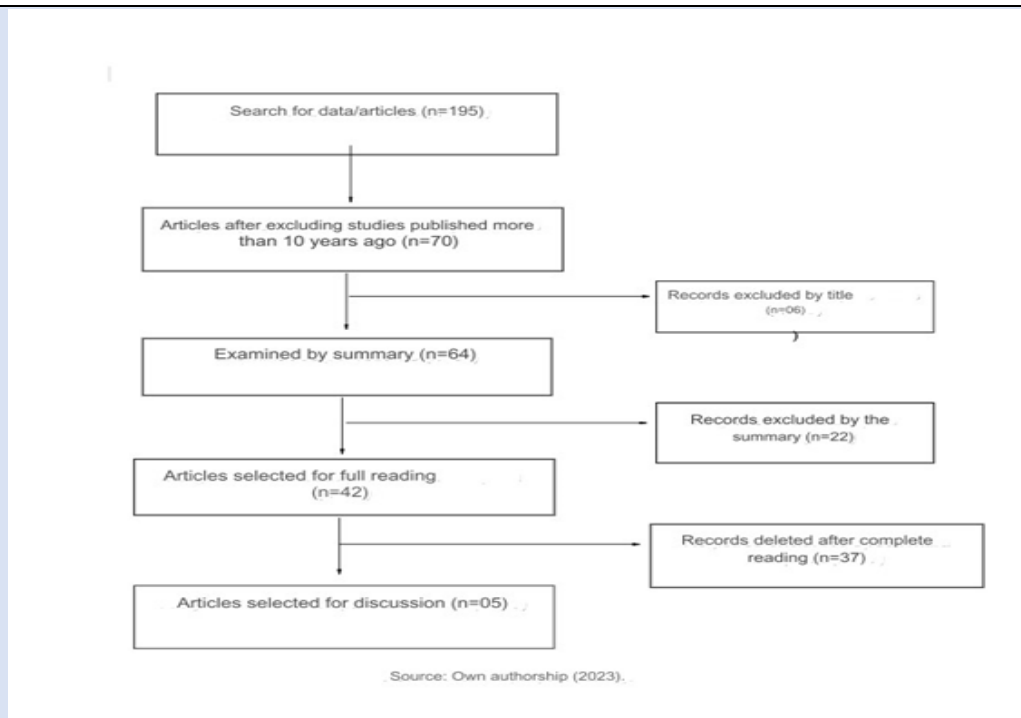 Search for data/articles (n=195)
Articles after excluding studies published more
than 10 years ago (n=70)
Records excluded by title
(n=06)
)
Examined by summary (n=64)
Records excluded by the
summary (n=22)
Articles selected for full reading
(n=42)
Records deleted after complete
reading (n=37)
Articles selected for discussion (n=05)
Source: Own authorship (2023).